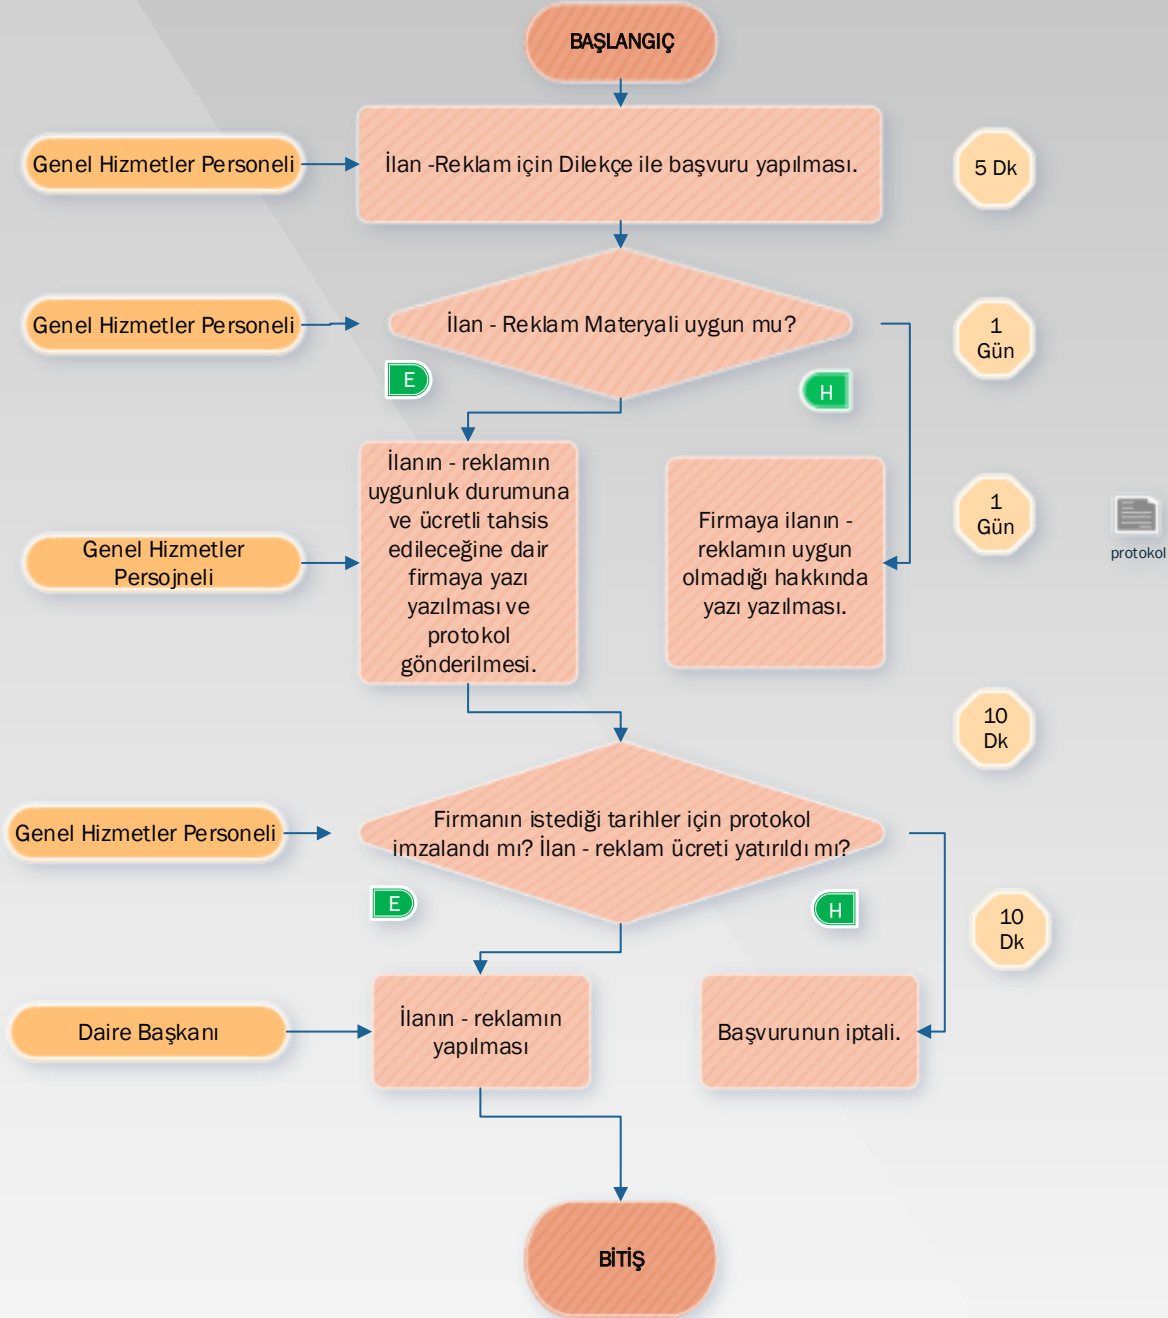 BAŞLANGIÇ
Genel Hizmetler Personeli
İlan -Reklam için Dilekçe ile başvuru yapılması.
5 Dk
Genel Hizmetler Personeli
İlan - Reklam Materyali uygun mu?
1
Gün
E
H
Genel Hizmetler
Persojneli
İlanın - reklamın
uygunluk durumuna
ve ücretli tahsis
edileceğine dair
firmaya yazı
yazılması ve
protokol
gönderilmesi.
Firmaya ilanın -
reklamın uygun
olmadığı hakkında
yazı yazılması.
1
Gün
protokol
10
Dk
Genel Hizmetler Personeli
Firmanın istediği tarihler için protokol
imzalandı mı? İlan - reklam ücreti yatırıldı mı?
E
H
10
Dk
Daire Başkanı
İlanın - reklamın
yapılması
Başvurunun iptali.
BİTİŞ